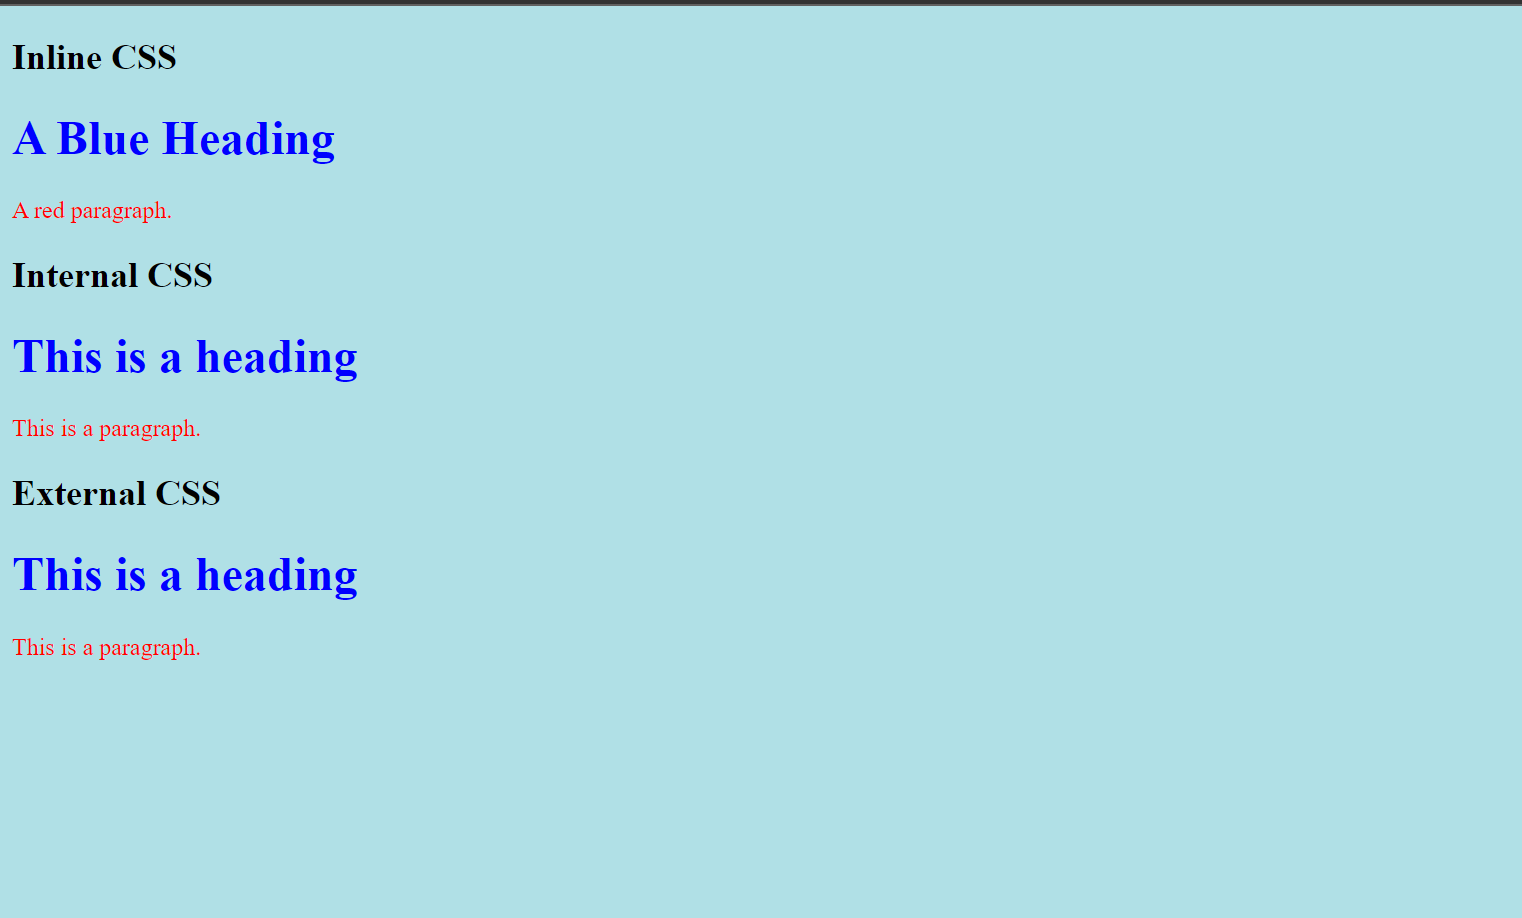 Inline CSS
A Blue Heading
A red paragraph.
Internal CSS
This is a heading
This is a paragraph.
External CSS
This is a heading
This is a paragraph.